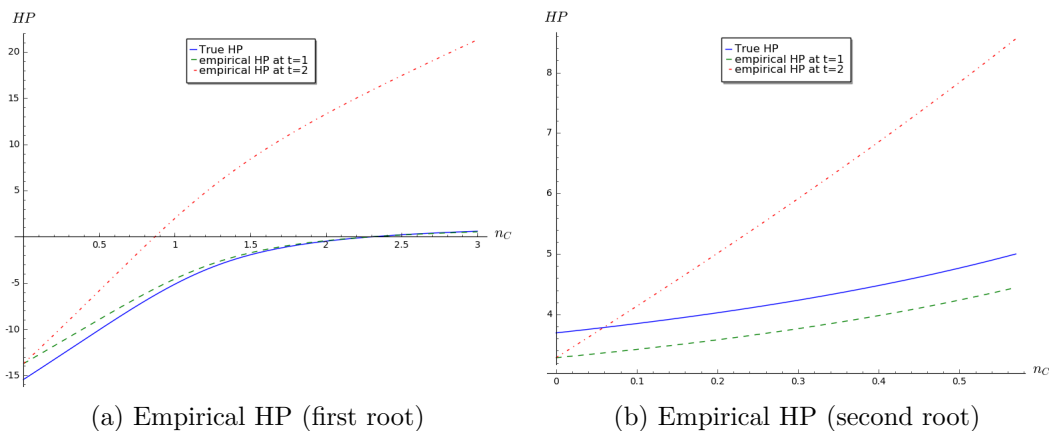 HP
20
15
10
5
-5
-10
-15
0.5
1
1.5
2
2.5
3
n_C
True HP
empirical HP at t=1
empirical HP at t=2
(a) Empirical HP (first root)
HP
8
7
6
5
4
0
0.1
0.2
0.3
0.4
0.5
n_C
True HP
empirical HP at t=1
empirical HP at t=2
(b) Empirical HP (second root)